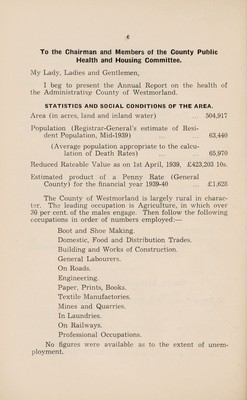 6
To the Chairman and Members of the County Public
Health and Housing Committee.
My Lady, Ladies and Gentlemen,
I beg to present the Annual Report on the health of
the Administrative County of Westmorland.
STATISTICS AND SOCIAL CONDITIONS OF THE AREA.
Area (in acres, land and inland water) ... 504,917
Population (Registrar-General's estimate of Resi-
dent Population, Mid-1939) ... ... 63,440
(Average population appropriate to the calcu-
lation of Death Rates) ... ... 65,970
Reduced Rateable Value as on 1st April, 1939, £423,203 10s.
Estimated product of a Penny Rate (General
County) for the financial year 1939-40 ... £1,628
The County of Westmorland is largely rural in charac-
ter. The leading occupation is Agriculture, in which over
30 per cent. of the males engage. Then follow the following
occupations in order of numbers employed:—
Boot and Shoe Making.
Domestic, Food and Distribution Trades.
Building and Works of Construction.
General Labourers.
On Roads.
Engineering.
Paper, Prints, Books.
Textile Manufactories.
Mines and Quarries.
In Laundries.
On Railways.
Professional Occupations.
No figures were available as to the extent of unem-
ployment.